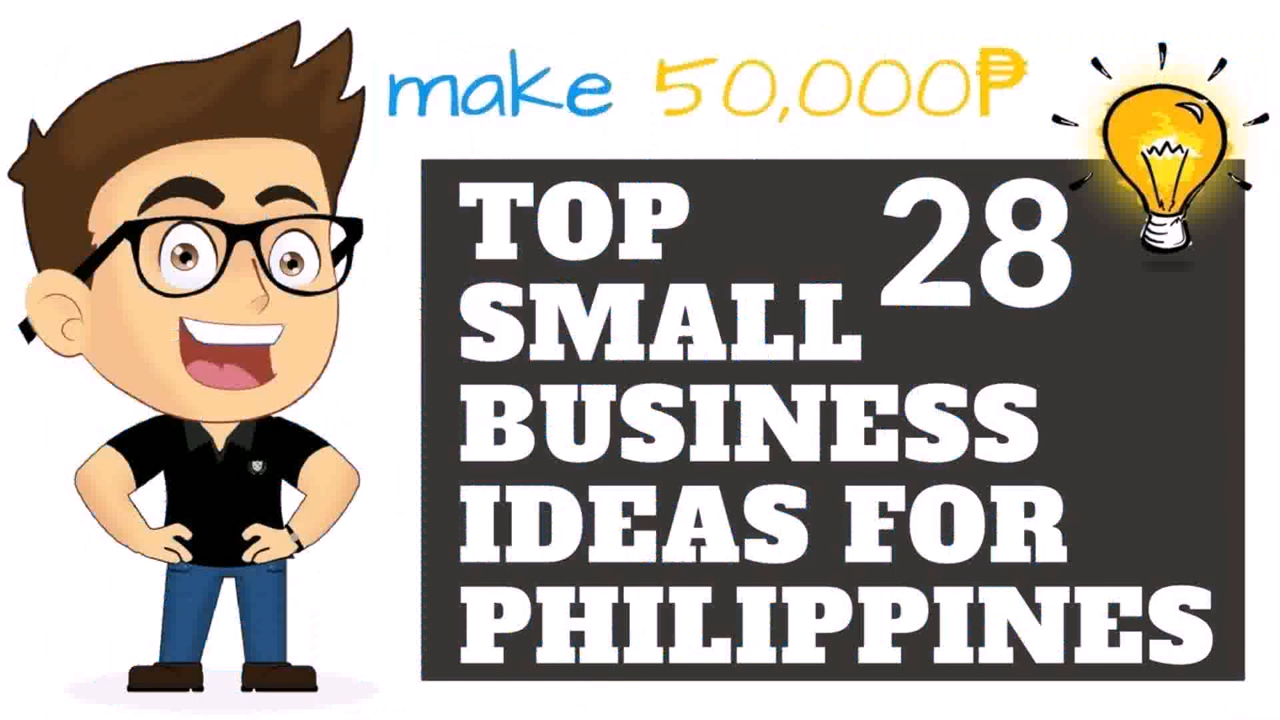 make 50,000₱
TOP 28
SMALL
BUSINESS
IDEAS FOR
PHILIPPINES